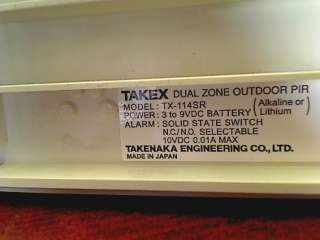 TAKEX DUAL ZONE OUTDOOR PIR
MODEL: TX-114SR
POWER: 3 to 9VDC BATTERY (Alkaline or Lithium)
ALARM: SOLID STATE SWITCH
N.C./N.O. SELECTABLE
10VDC 0.01A MAX
TAKENAKA ENGINEERING CO., LTD.
MADE IN JAPAN